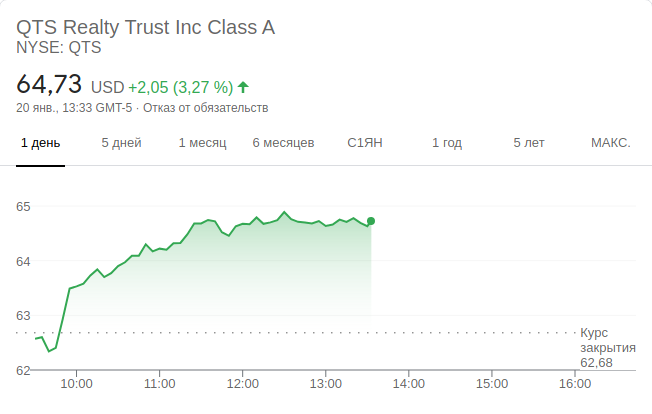 QTS Realty Trust Inc Class A
NYSE: QTS
64,73 USD +2,05 (3,27 %)
20 янв., 13:33 GMT-5 · Отказ от обязательств
1 день 5 дней 1 месяц 6 месяцев С1ЯН 1 год 5 лет МАКС.
65
64
63
62
Курс
закрытия
62,68
10:00 11:00 12:00 13:00 14:00 15:00 16:00